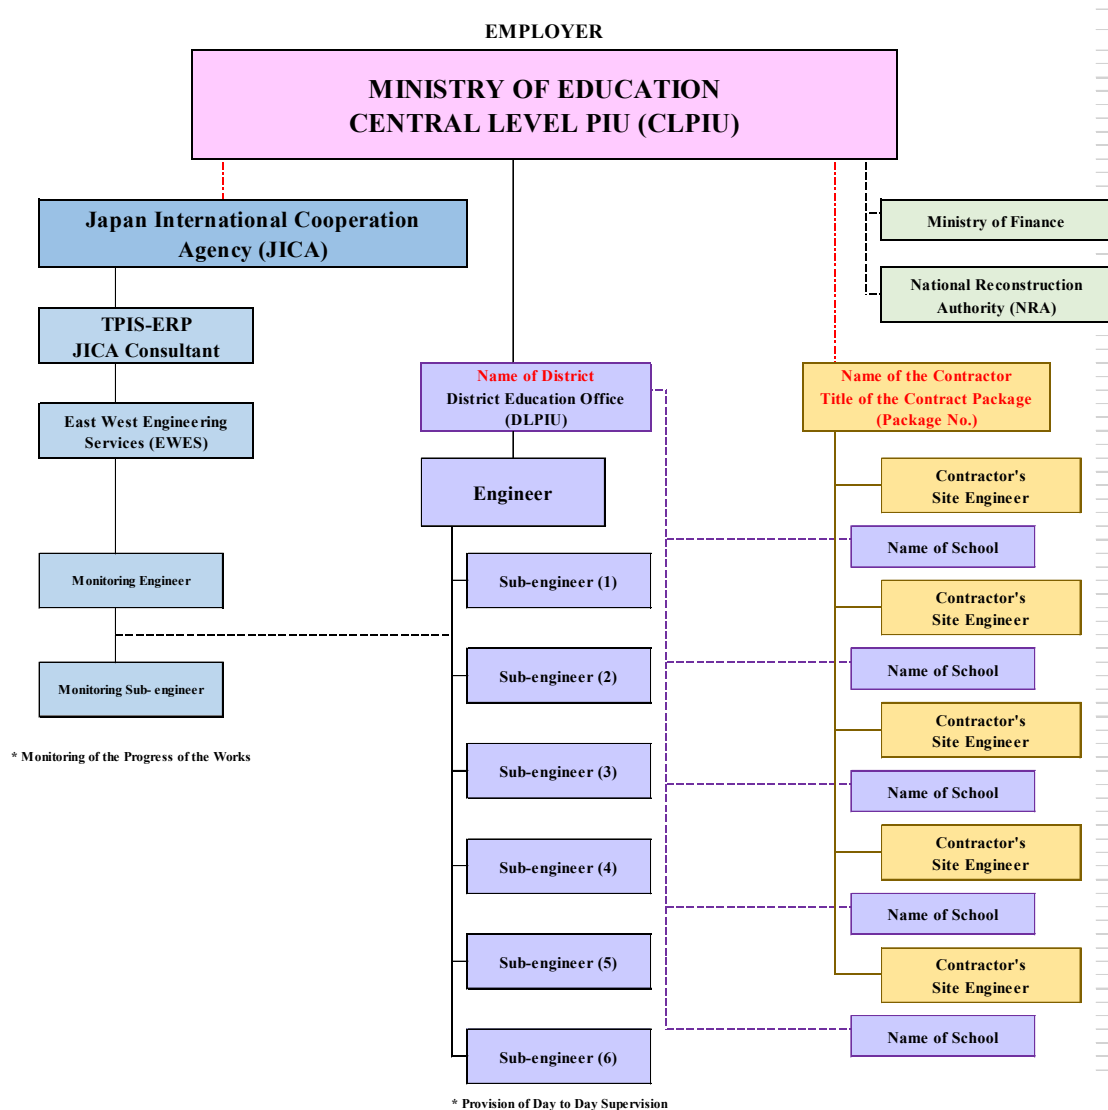 EMPLOYER
MINISTRY OF EDUCATION
CENTRAL LEVEL PIU (CLPIU)
Japan International Cooperation
Agency (JICA)
Ministry of Finance
National Reconstruction
Authority (NRA)
TPIS-ERP
JICA Consultant
East West Engineering
Services (EWES)
Monitoring Engineer
Monitoring Sub- engineer
* Monitoring of the Progress of the Works
Name of District
District Education Office
(DLPIU)
Engineer
Sub-engineer (1)
Sub-engineer (2)
Sub-engineer (3)
Sub-engineer (4)
Sub-engineer (5)
Sub-engineer (6)
* Provision of Day to Day Supervision
Name of the Contractor
Title of the Contract Package
(Package No.)
Contractor's
Site Engineer
Name of School
Contractor's
Site Engineer
Name of School
Contractor's
Site Engineer
Name of School
Contractor's
Site Engineer
Name of School
Contractor's
Site Engineer
Name of School